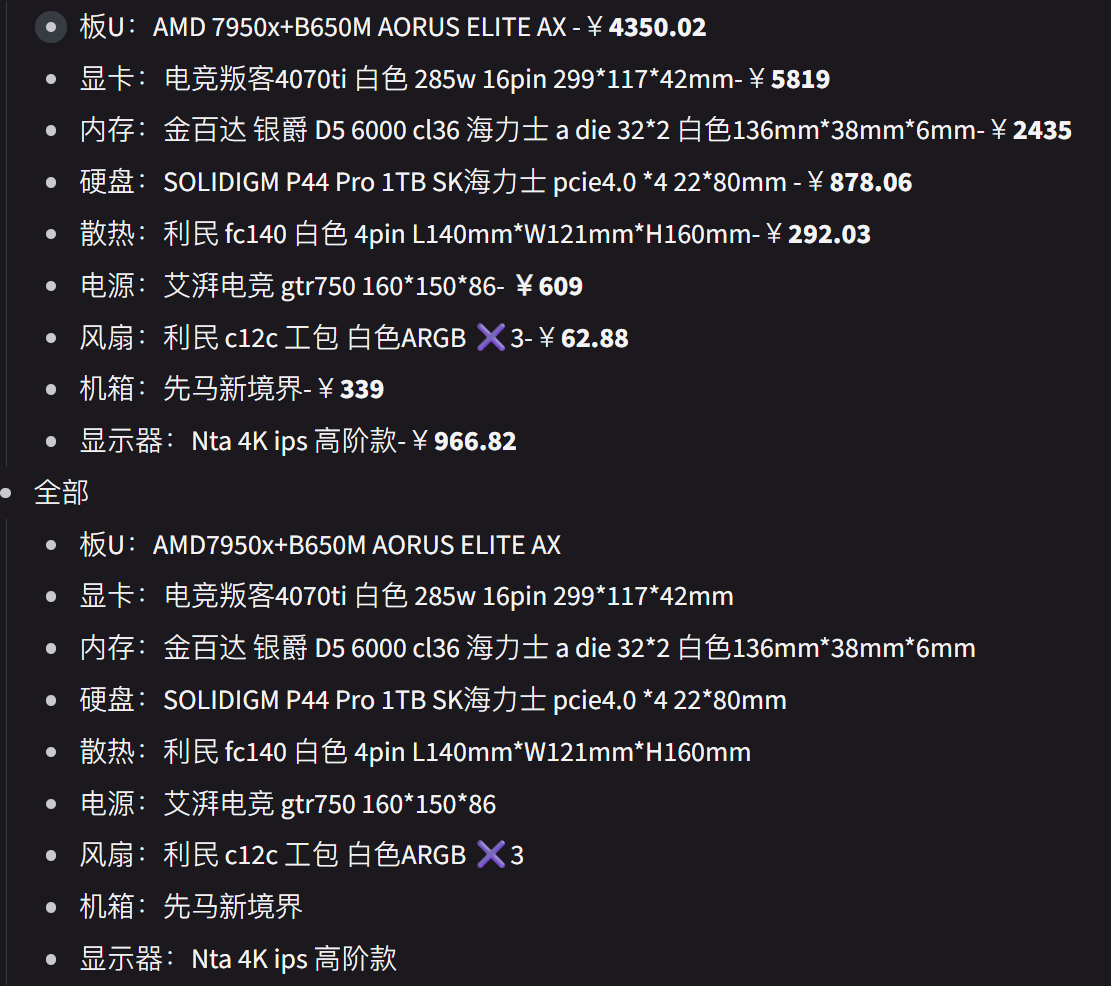 板U：AMD 7950x+B650M AORUS ELITE AX -￥4350.02
显卡：电竞叛客4070ti 白色 285w 16pin 299*117*42mm-￥5819
内存：金百达 银爵 D5 6000 cl36 海力士 a die 32*2 白色136mm*38mm*6mm-￥2435
硬盘：SOLIDIGM P44 Pro 1TB SK海力士 pcie4.0 *4 22*80mm -￥878.06
散热：利民 fc140 白色 4pin L140mm*W121mm*H160mm-￥292.03
电源：艾湃电竞 gtr750 160*150*86- ￥609
风扇：利民 c12c 工包 白色ARGB ✖️3-￥62.88
机箱：先马新境界-￥339
显示器：Nta 4K ips 高阶款-￥966.82
全部
板U：AMD7950x+B650M AORUS ELITE AX
显卡：电竞叛客4070ti 白色 285w 16pin 299*117*42mm
内存：金百达 银爵 D5 6000 cl36 海力士 a die 32*2 白色136mm*38mm*6mm
硬盘：SOLIDIGM P44 Pro 1TB SK海力士 pcie4.0 *4 22*80mm
散热：利民 fc140 白色 4pin L140mm*W121mm*H160mm
电源：艾湃电竞 gtr750 160*150*86
风扇：利民 c12c 工包 白色ARGB ✖️3
机箱：先马新境界
显示器：Nta 4K ips 高阶款